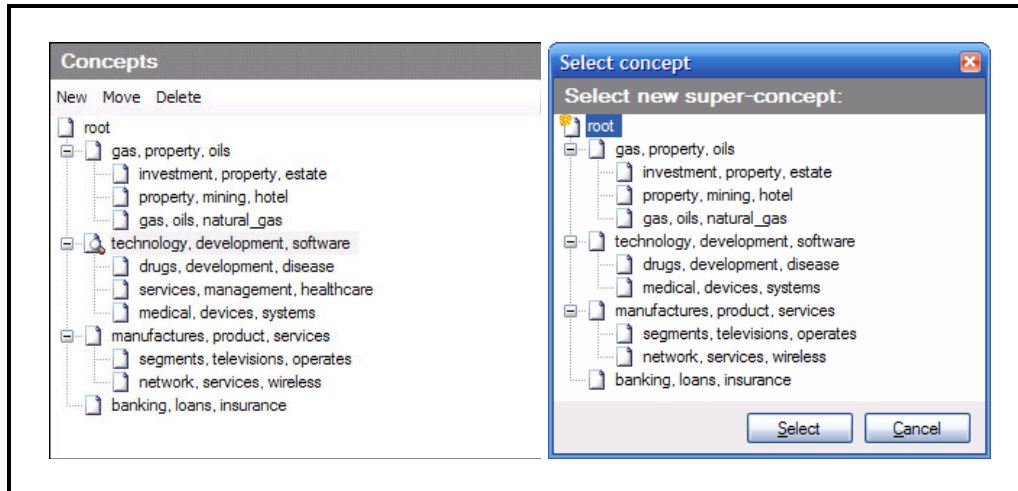 Concepts
New Move Delete
root
gas, property, oils
investment, property, estate
property, mining, hotel
gas, oils, natural_gas
technology, development, software
drugs, development, disease
services, management, healthcare
medical, devices, systems
manufactures, product, services
segments, televisions, operates
network, services, wireless
banking, loans, insurance
Select concept
Select new super-concept:
root
gas, property, oils
investment, property, estate
property, mining, hotel
gas, oils, natural_gas
technology, development, software
drugs, development, disease
medical, devices, systems
manufactures, product, services
segments, televisions, operates
network, services, wireless
banking, loans, insurance
Select Cancel